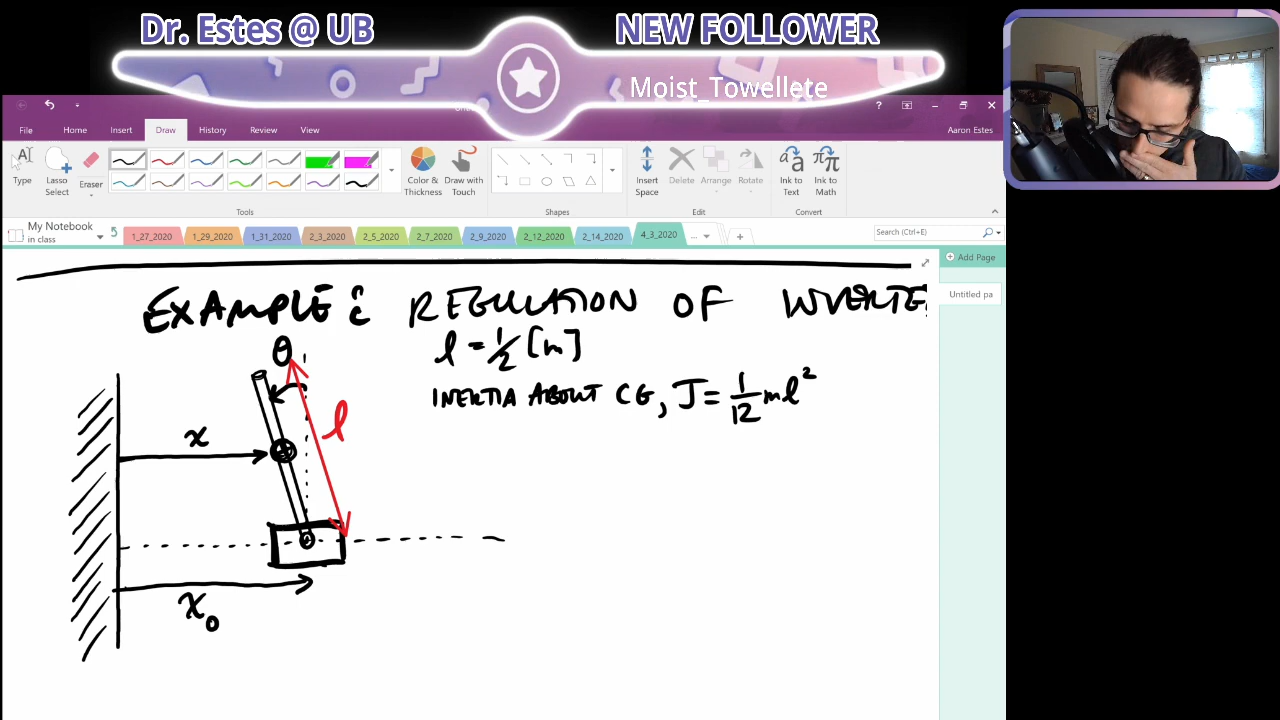 Dr. Estes @ UB
NEW FOLLOWER
Moist_Towellete
Aaron Estes
File Home Insert Draw History Review View
Type
Lasso Select
Eraser
Color & Thickness
Draw with Touch
Insert Space
Delete
Arrange
Rotate
Ink to Text
Ink to Math
Tools
Shapes
Edit
Convert
My Notebook
in class
1_27_2020 1_29_2020 1_31_2020 2_3_2020 2_5_2020 2_7_2020 2_9_2020 2_12_2020 2_14_2020 4_3_2020 ...
Search (Ctrl+E)
Add Page
Untitled pa
EXAMPLE: REGULATION OF INVERTE
l = 1/2 [m]
INERTIA ABOUT CG, J = 1/12 ml²
θ
l
x
x₀